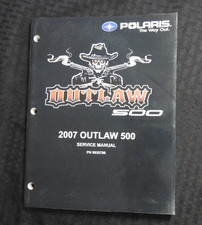 POLARIS
The Way Out.
OUTLAW
500
2007 OUTLAW 500
SERVICE MANUAL